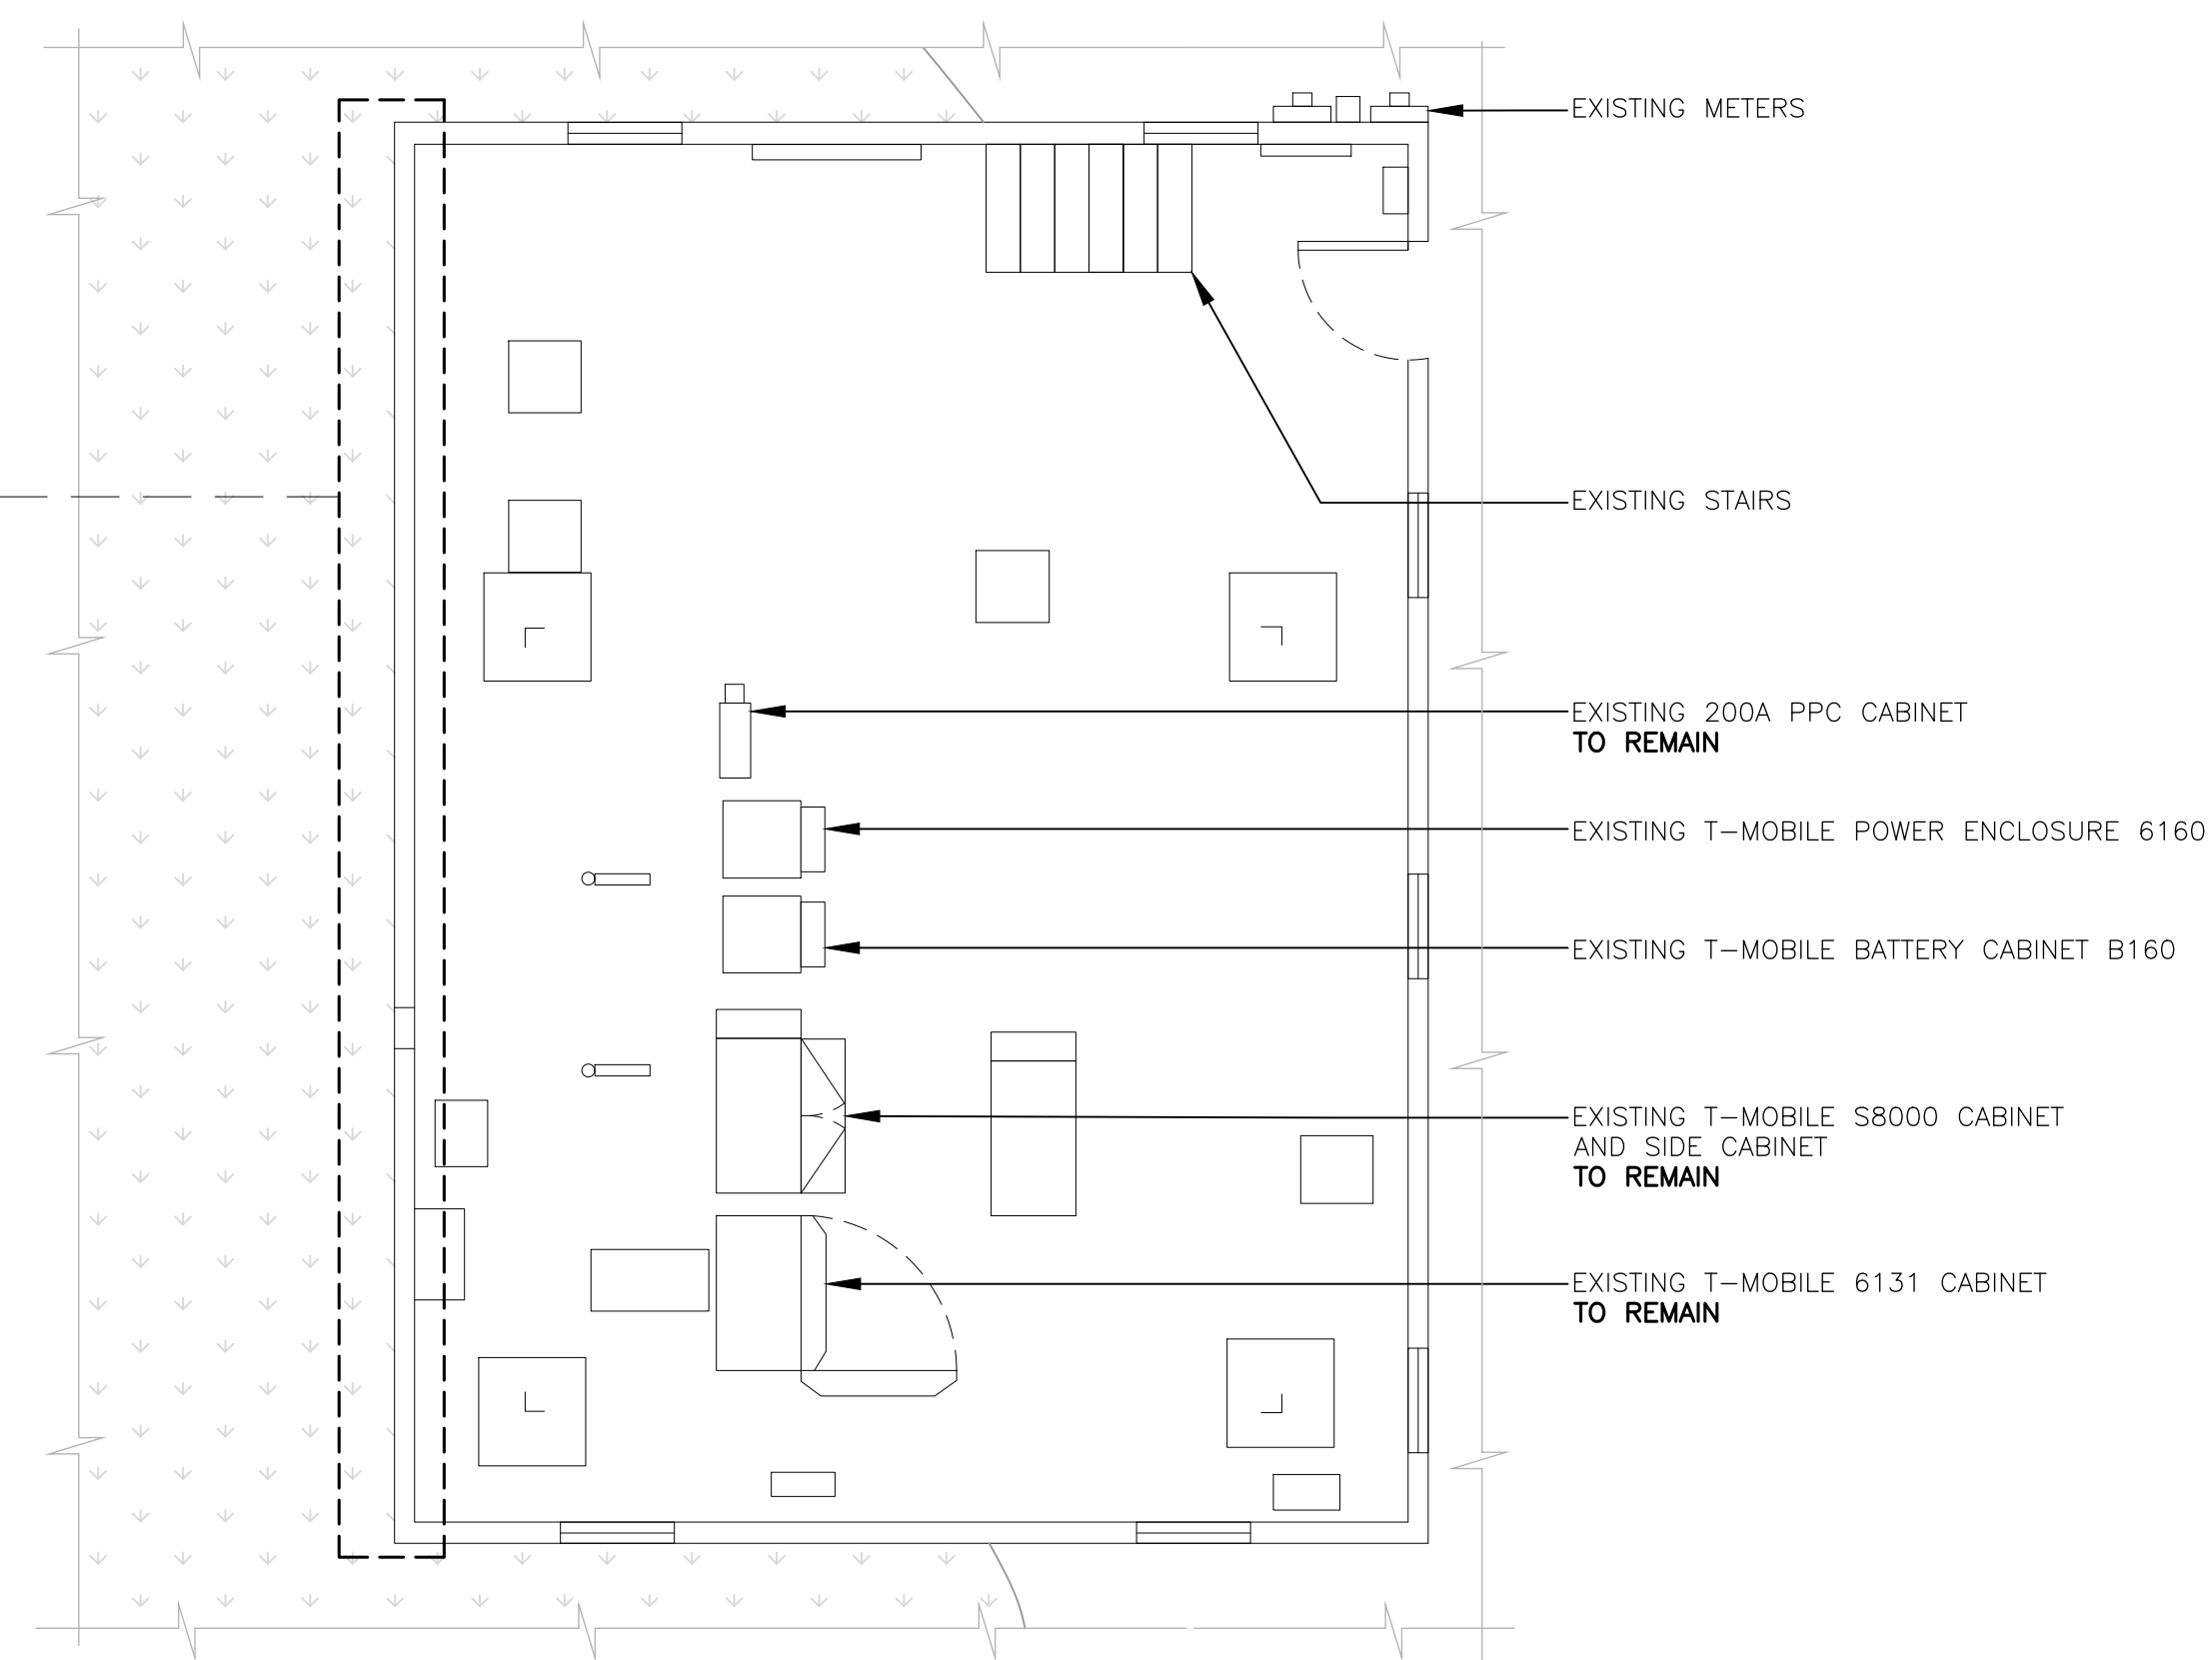 EXISTING METERS
EXISTING STAIRS
EXISTING 200A PPC CABINET
TO REMAIN
EXISTING T-MOBILE POWER ENCLOSURE 6160
EXISTING T-MOBILE BATTERY CABINET B160
EXISTING T-MOBILE S8000 CABINET
AND SIDE CABINET
TO REMAIN
EXISTING T-MOBILE 6131 CABINET
TO REMAIN